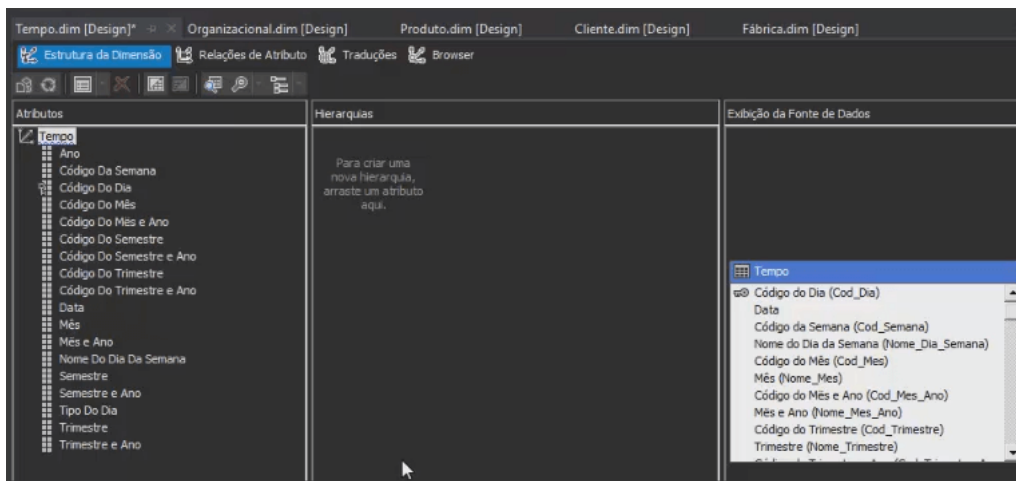 Tempo.dim [Design]* Organizacional.dim [Design] Produto.dim [Design] Cliente.dim [Design] Fábrica.dim [Design]
Estrutura da Dimensão Relações de Atributo Traduções Browser
Atributos
Tempo
Ano
Código Da Semana
Código Do Dia
Código Do Mês
Código Do Mês e Ano
Código Do Semestre
Código Do Semestre e Ano
Código Do Trimestre
Código Do Trimestre e Ano
Data
Mês
Mês e Ano
Nome Do Dia Da Semana
Semestre
Semestre e Ano
Tipo Do Dia
Trimestre
Trimestre e Ano
Hierarquias
Para criar uma
nova hierarquia,
arraste um atributo
aqui.
Exibição da Fonte de Dados
Tempo
Código do Dia (Cod_Dia)
Data
Código da Semana (Cod_Semana)
Nome do Dia da Semana (Nome_Dia_Semana)
Código do Mês (Cod_Mes)
Mês (Nome_Mes)
Código do Mês e Ano (Cod_Mes_Ano)
Mês e Ano (Nome_Mes_Ano)
Código do Trimestre (Cod_Trimestre)
Trimestre (Nome_Trimestre)